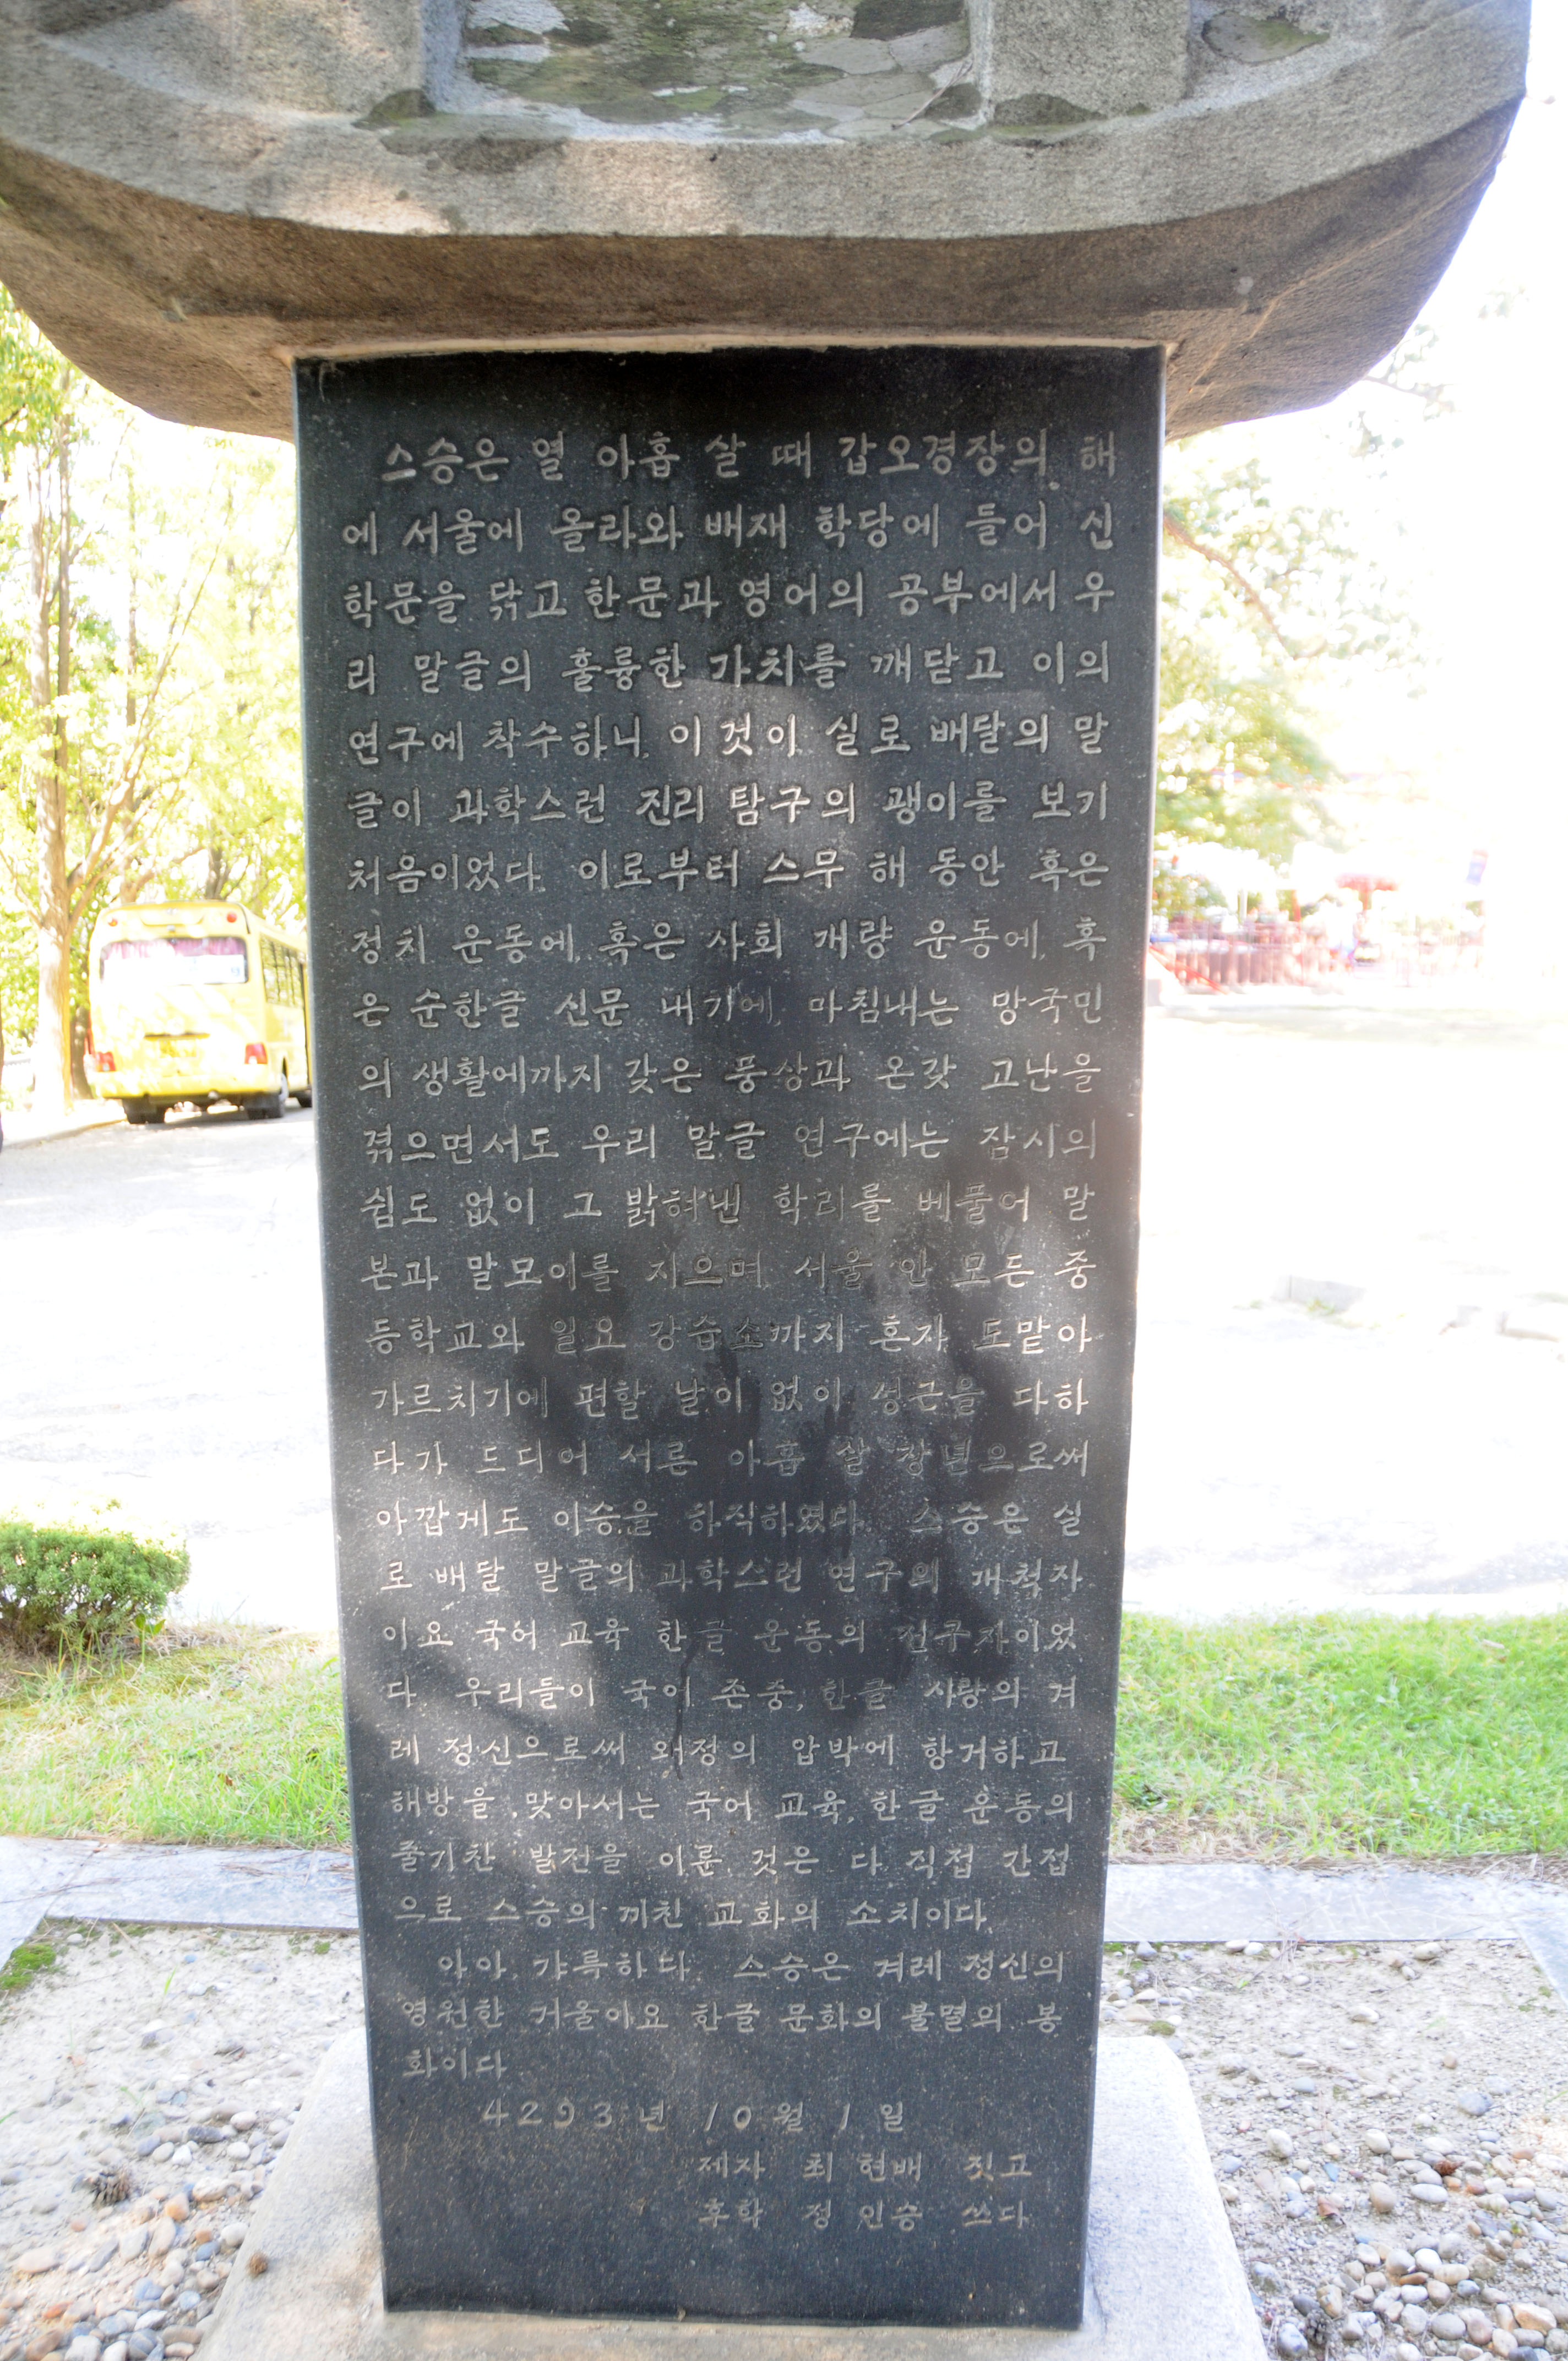 스승은 열 아홉 살 때 갑오경장의 해
에 서울에 올라와 배재 학당에 들어 신
학문을 닦고 한문과 영어의 공부에서 우
리 말글의 훌륭한 가치를 깨닫고 이의
연구에 착수하니, 이것이 실로 배달의 말
글이 과학스런 진리 탐구의 괭이를 보기
처음이었다. 이로부터 스무 해 동안 혹은
정치 운동에, 혹은 사회 개량 운동에, 혹
은 순한글 신문 내기에, 마침내는 망국민
의 생활에까지 갖은 풍상과 온갖 고난을
겪으면서도 우리 말글 연구에는 잠시의
쉼도 없이 그 밝혀낸 학리를 베풀어 말
본과 말모이를 지으며 서울 안 모든 중
등학교와 일요 강습소까지 혼자 도맡아
가르치기에 편할 날이 없이 성근을 다하
다가 드디어 서른 아홉 살 장년으로써
아깝게도 이승을 하직하였다. 스승은 실
로 배달 말글의 과학스런 연구의 개척자
이요 국어 교육 한글 운동의 선구자이었
다. 우리들이 국어 존중, 한글 사랑의 겨
레 정신으로써 왜정의 압박에 항거하고
해방을 맞아서는 국어 교육, 한글 운동의
줄기찬 발전을 이룬 것은 다 직접 간접
으로 스승의 끼친 교화의 소치이다.
아아, 갸륵하다. 스승은 겨레 정신의
영원한 거울이요 한글 문화의 불멸의 봉
화이다.
4293년 10월 1일
제자 최현배 짓고
후학 정인승 쓰다